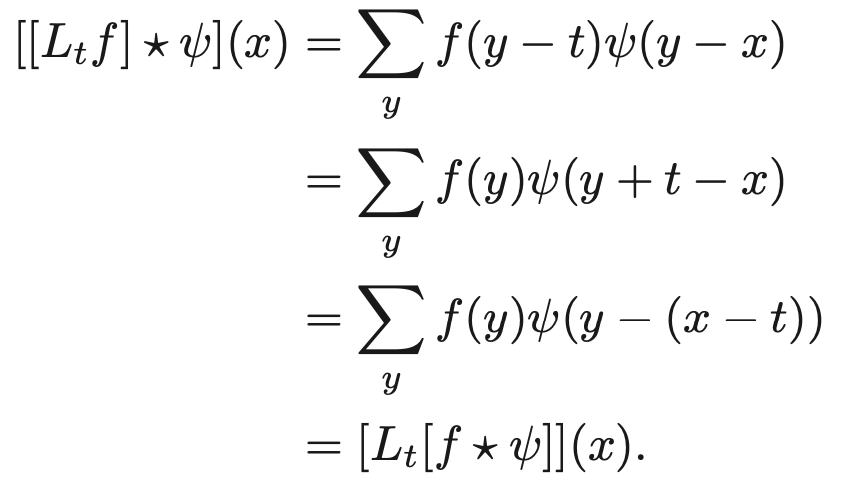 [[L_t f] ⋆ ψ](x) = ∑_y f(y − t)ψ(y − x)
= ∑_y f(y)ψ(y + t − x)
= ∑_y f(y)ψ(y − (x − t))
= [L_t[f ⋆ ψ]](x).